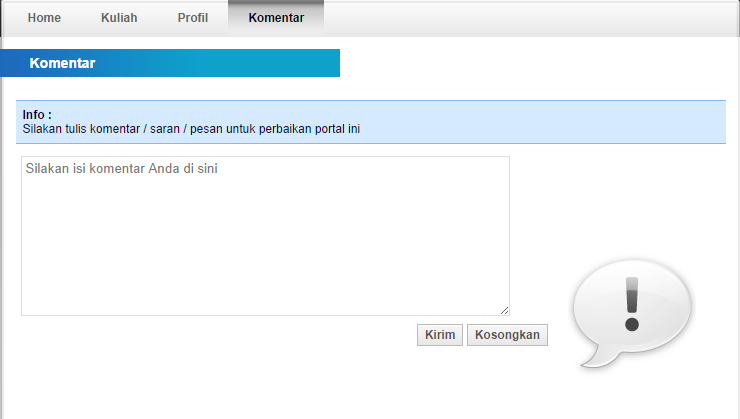 Home Kuliah Profil Komentar
Komentar
Info :
Silakan tulis komentar / saran / pesan untuk perbaikan portal ini
Silakan isi komentar Anda di sini
Kirim Kosongkan